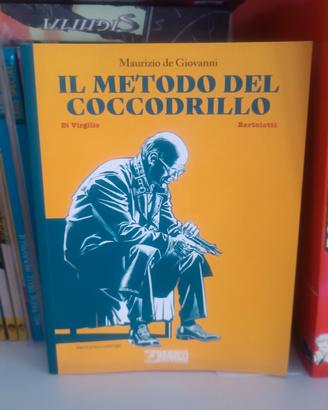 Maurizio de Giovanni
IL METODO DEL
COCCODRILLO
Di Virgilio
Bertolotti